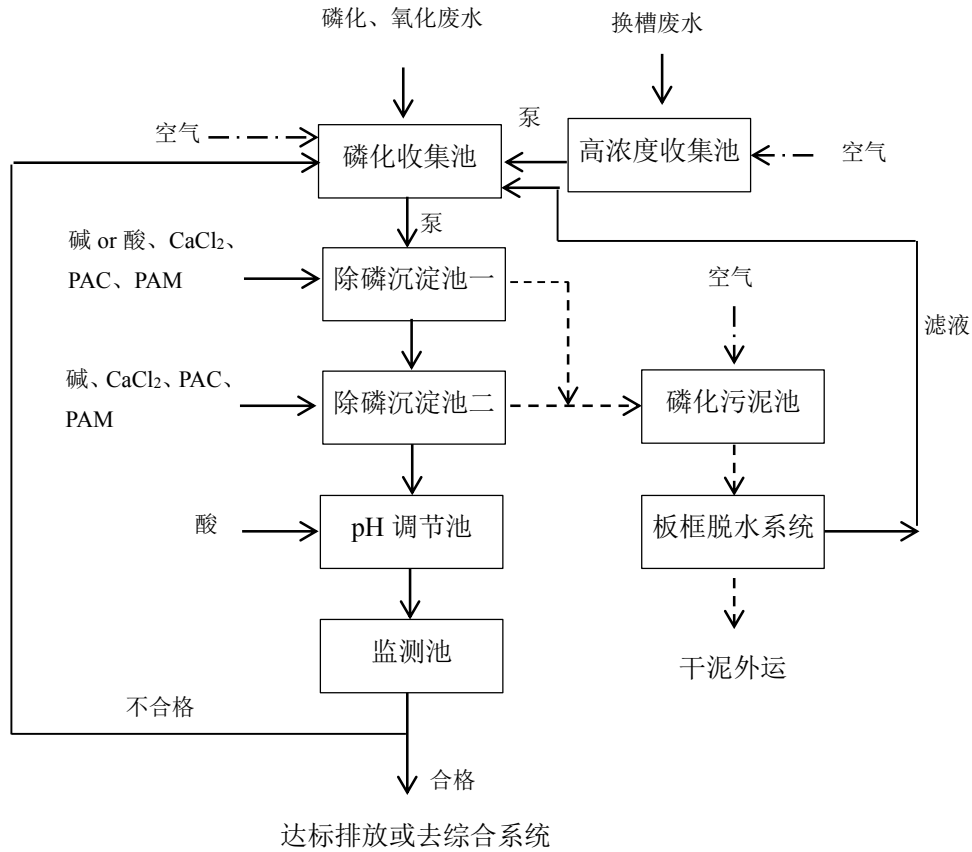 磷化、氧化废水
换槽废水
空气
泵
磷化收集池
高浓度收集池
空气
泵
碱 or 酸、CaCl₂、
PAC、PAM
除磷沉淀池一
空气
滤液
碱、CaCl₂、PAC、
PAM
除磷沉淀池二
磷化污泥池
酸
pH 调节池
板框脱水系统
监测池
干泥外运
不合格
合格
达标排放或去综合系统